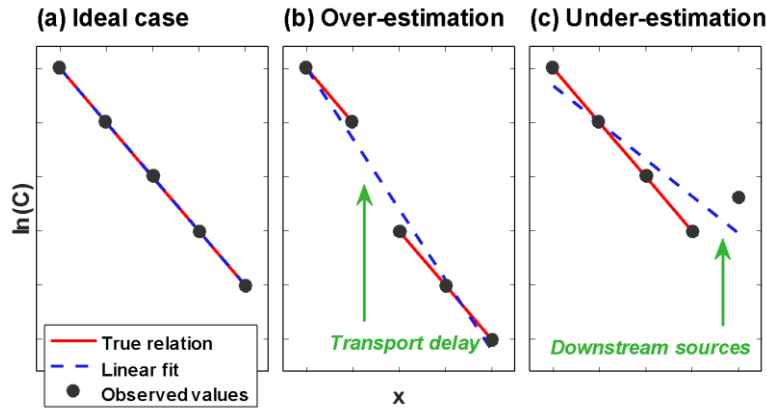 (a) Ideal case
(b) Over-estimation
(c) Under-estimation
ln(C)
True relation
Linear fit
Observed values
Transport delay
Downstream sources
x